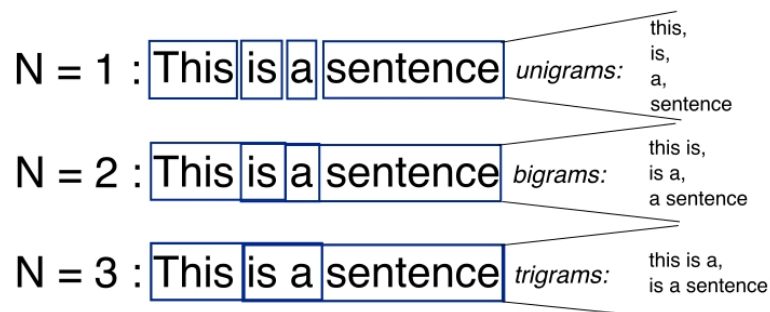 N = 1 : This is a sentence unigrams:
this,
is,
a,
sentence
N = 2 : This is a sentence bigrams:
this is,
is a,
a sentence
N = 3 : This is a sentence trigrams:
this is a,
is a sentence